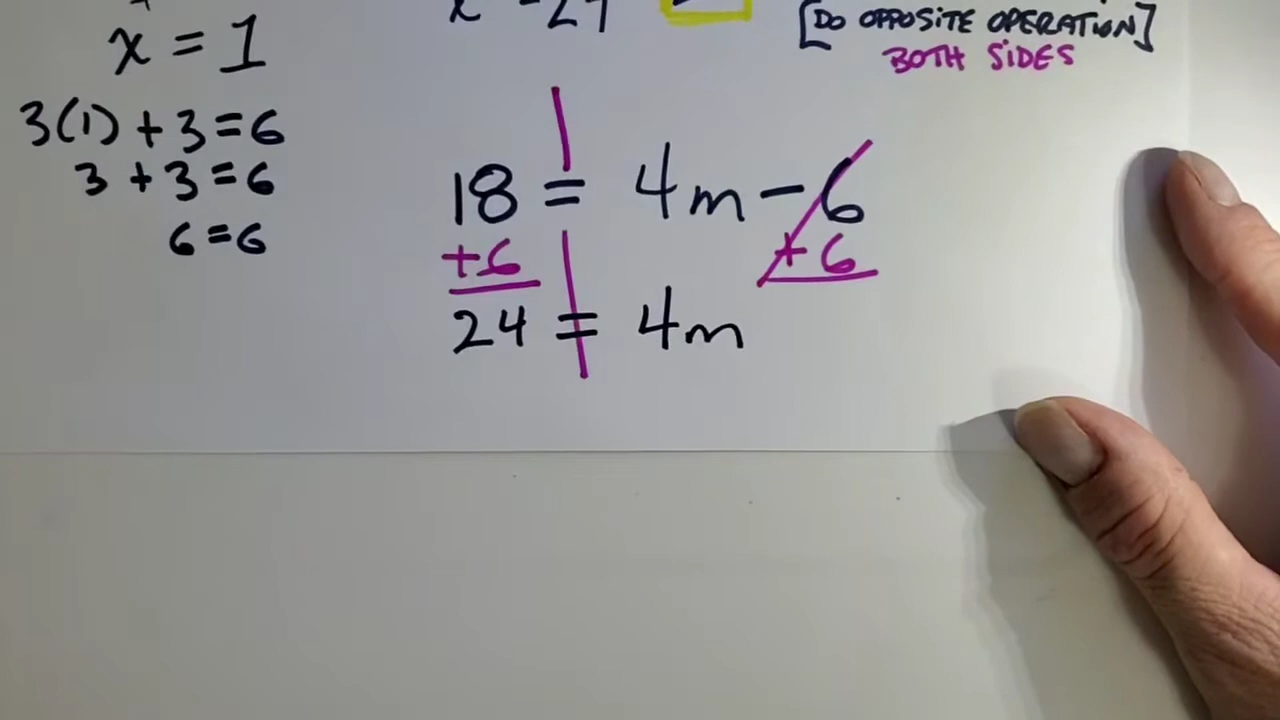 [DO OPPOSITE OPERATION]
BOTH SIDES
x = 1
3(1) + 3 = 6
3 + 3 = 6
6 = 6
18 = 4m - 6
+6 +6
24 = 4m